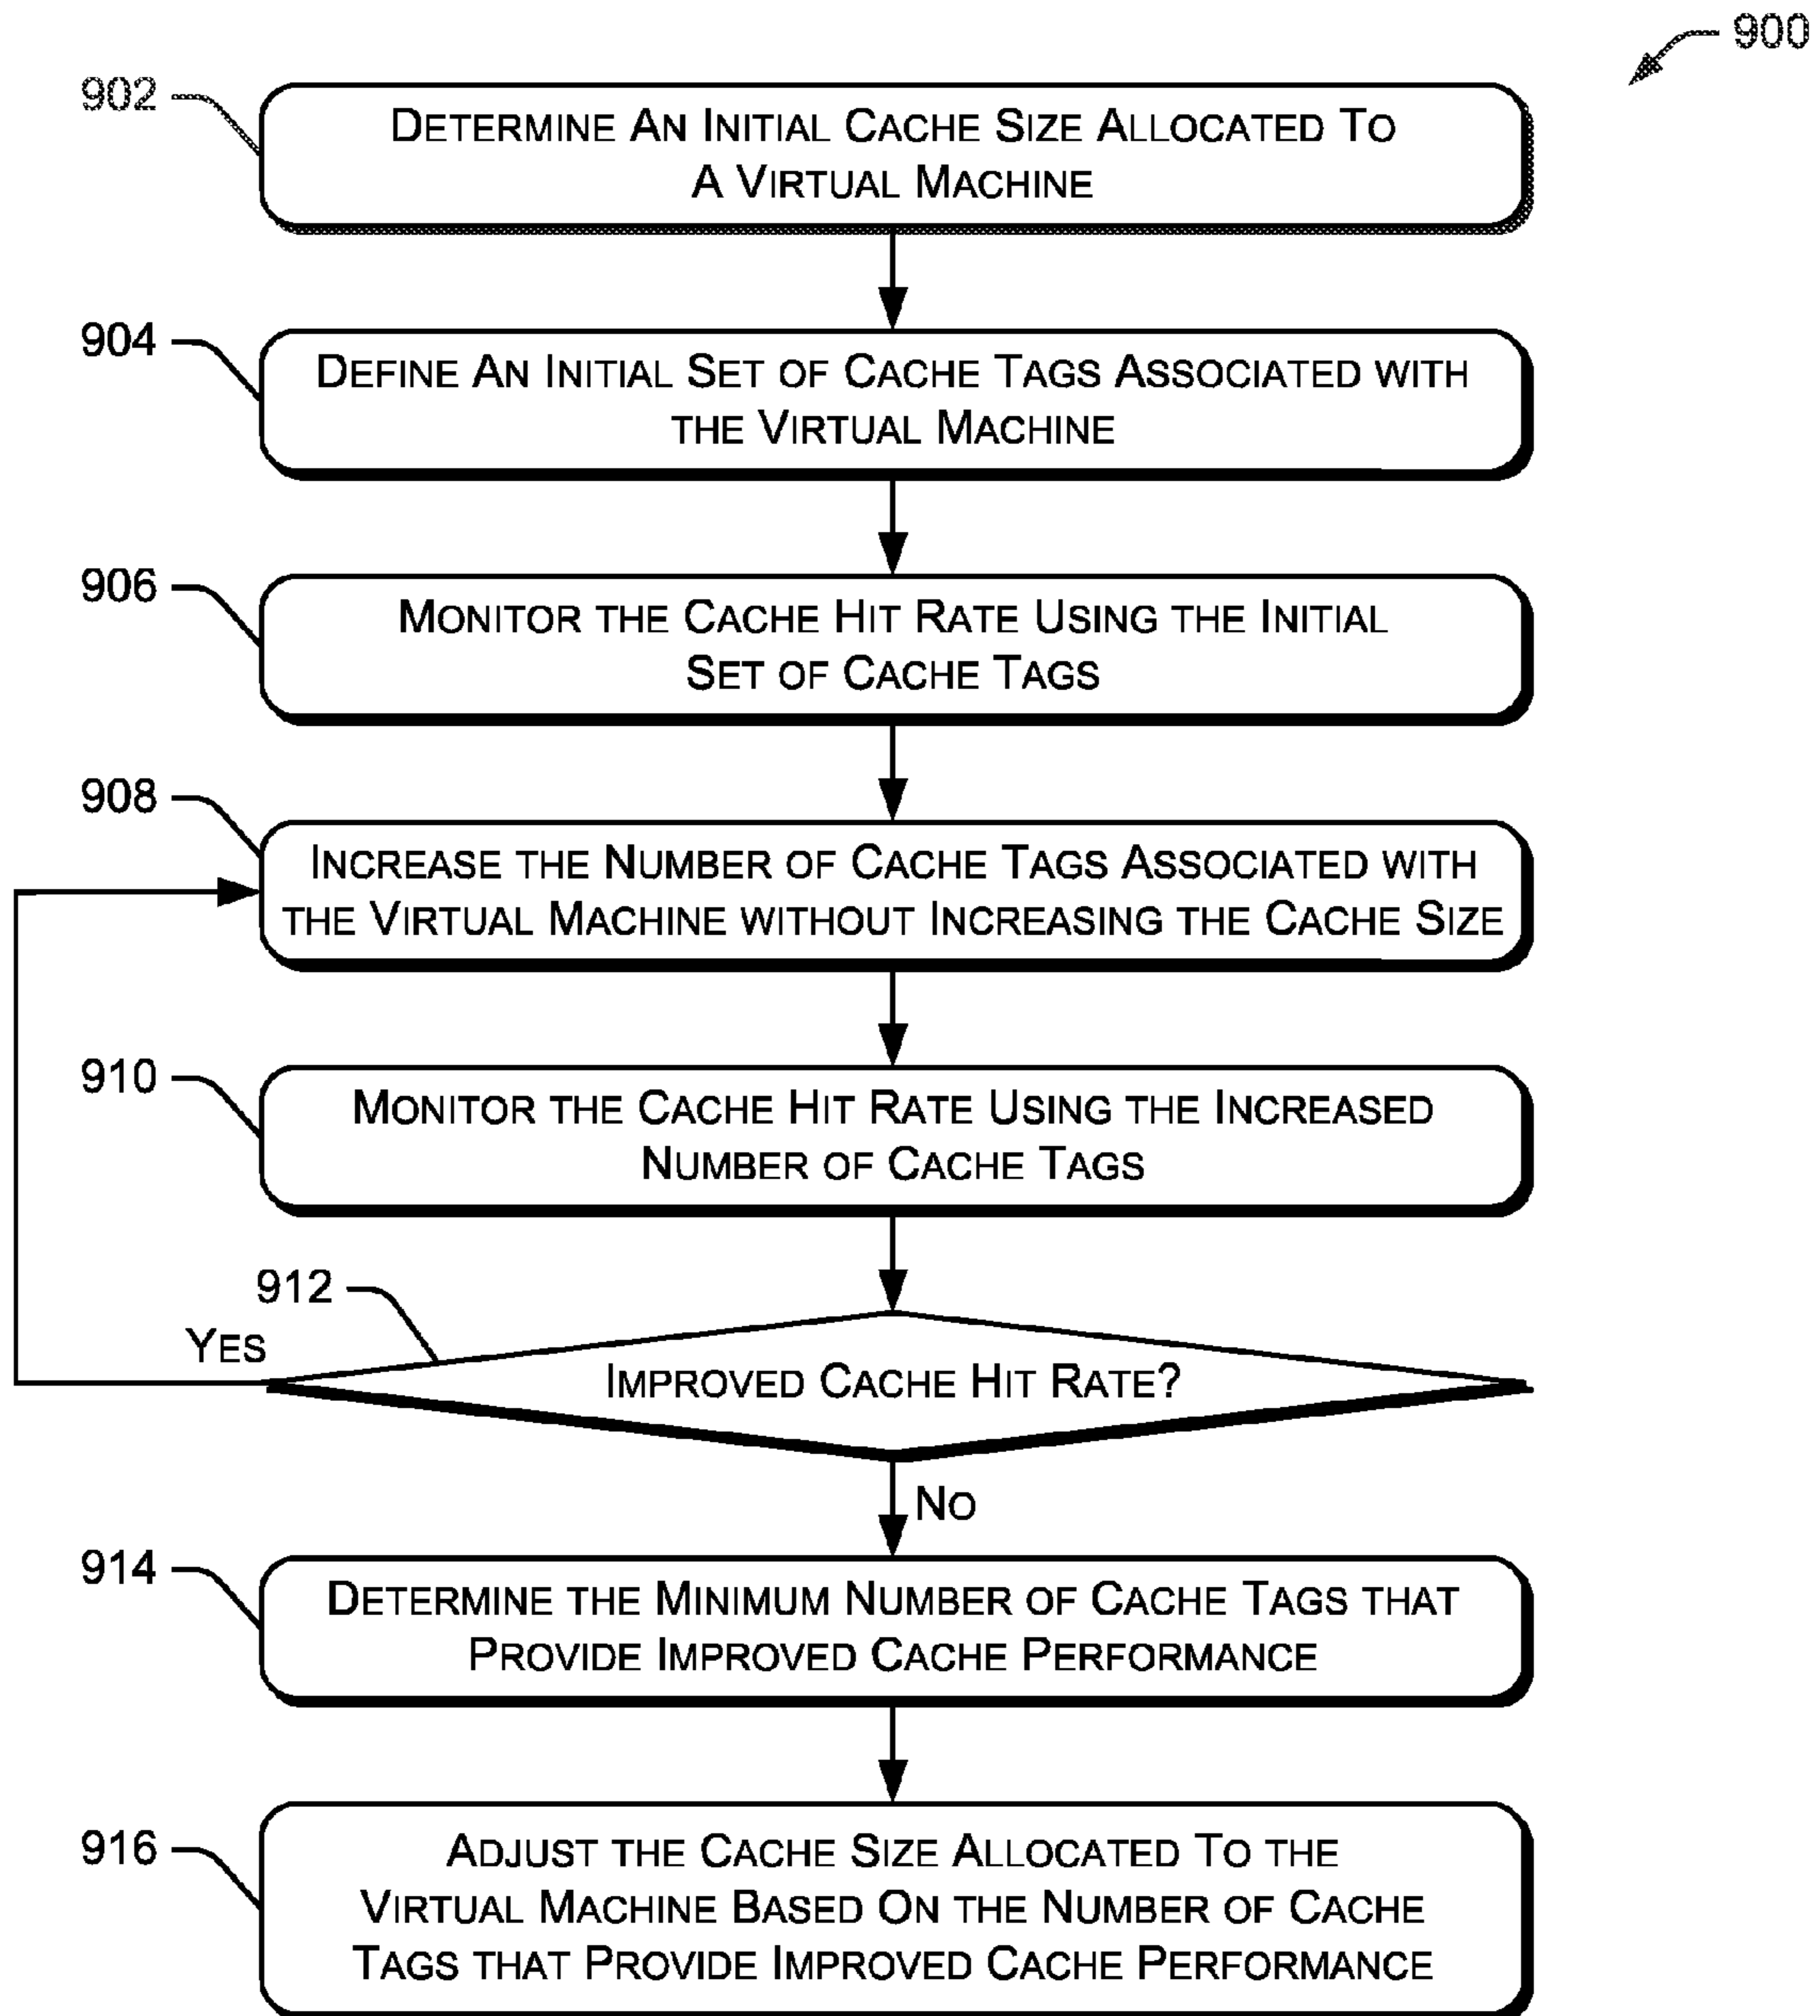 900
902
DETERMINE AN INITIAL CACHE SIZE ALLOCATED TO
A VIRTUAL MACHINE
904
DEFINE AN INITIAL SET OF CACHE TAGS ASSOCIATED WITH
THE VIRTUAL MACHINE
906
MONITOR THE CACHE HIT RATE USING THE INITIAL
SET OF CACHE TAGS
908
INCREASE THE NUMBER OF CACHE TAGS ASSOCIATED WITH
THE VIRTUAL MACHINE WITHOUT INCREASING THE CACHE SIZE
910
MONITOR THE CACHE HIT RATE USING THE INCREASED
NUMBER OF CACHE TAGS
912
YES
IMPROVED CACHE HIT RATE?
NO
914
DETERMINE THE MINIMUM NUMBER OF CACHE TAGS THAT
PROVIDE IMPROVED CACHE PERFORMANCE
916
ADJUST THE CACHE SIZE ALLOCATED TO THE
VIRTUAL MACHINE BASED ON THE NUMBER OF CACHE
TAGS THAT PROVIDE IMPROVED CACHE PERFORMANCE